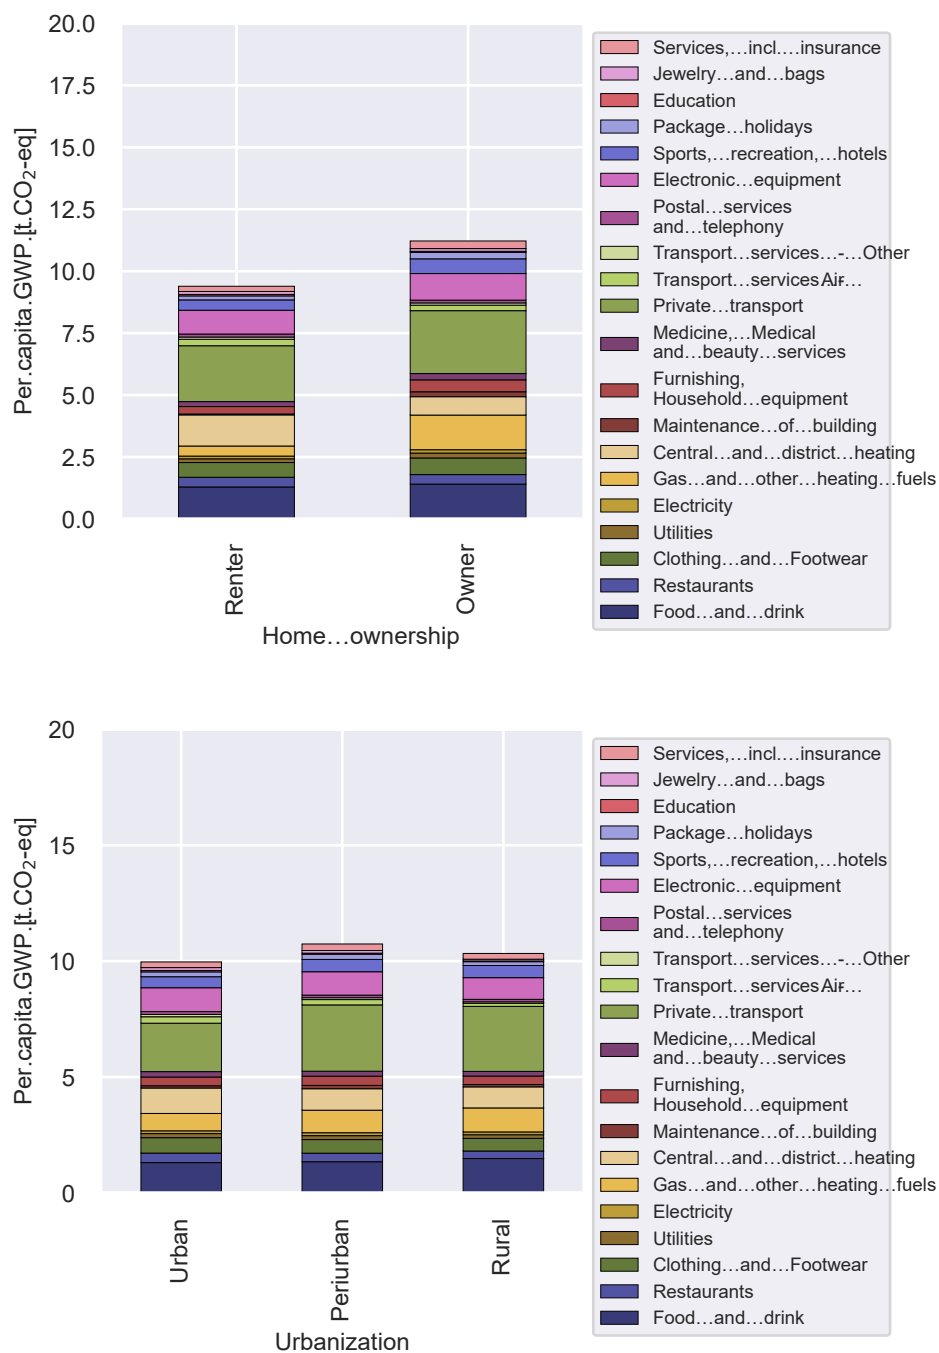 20.0
17.5
15.0
12.5
10.0
7.5
5.0
2.5
0.0
Per.capita.GWP.[t.CO₂-eq]
Renter
Owner
Home…ownership
Services,…incl.…insurance
Jewelry…and…bags
Education
Package…holidays
Sports,…recreation,…hotels
Electronic…equipment
Postal…services
and…telephony
Transport…services…-…Other
Transport…servicesAir-…
Private…transport
Medicine,…Medical
and…beauty…services
Furnishing,
Household…equipment
Maintenance…of…building
Central…and…district…heating
Gas…and…other…heating…fuels
Electricity
Utilities
Clothing…and…Footwear
Restaurants
Food…and…drink
20
15
10
5
0
Per.capita.GWP.[t.CO₂-eq]
Urban
Periurban
Rural
Urbanization
Services,…incl.…insurance
Jewelry…and…bags
Education
Package…holidays
Sports,…recreation,…hotels
Electronic…equipment
Postal…services
and…telephony
Transport…services…-…Other
Transport…servicesAir-…
Private…transport
Medicine,…Medical
and…beauty…services
Furnishing,
Household…equipment
Maintenance…of…building
Central…and…district…heating
Gas…and…other…heating…fuels
Electricity
Utilities
Clothing…and…Footwear
Restaurants
Food…and…drink